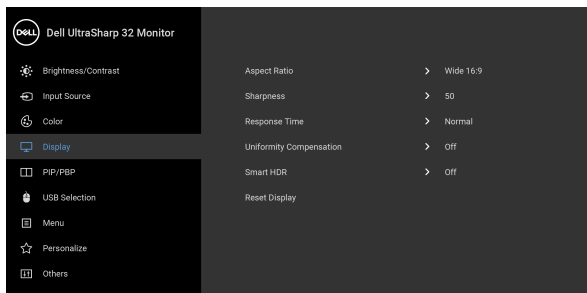 DELL Dell UltraSharp 32 Monitor
Brightness/Contrast
Input Source
Color
Display
PIP/PBP
USB Selection
Menu
Personalize
Others
Aspect Ratio > Wide 16:9
Sharpness > 50
Response Time > Normal
Uniformity Compensation > Off
Smart HDR > Off
Reset Display